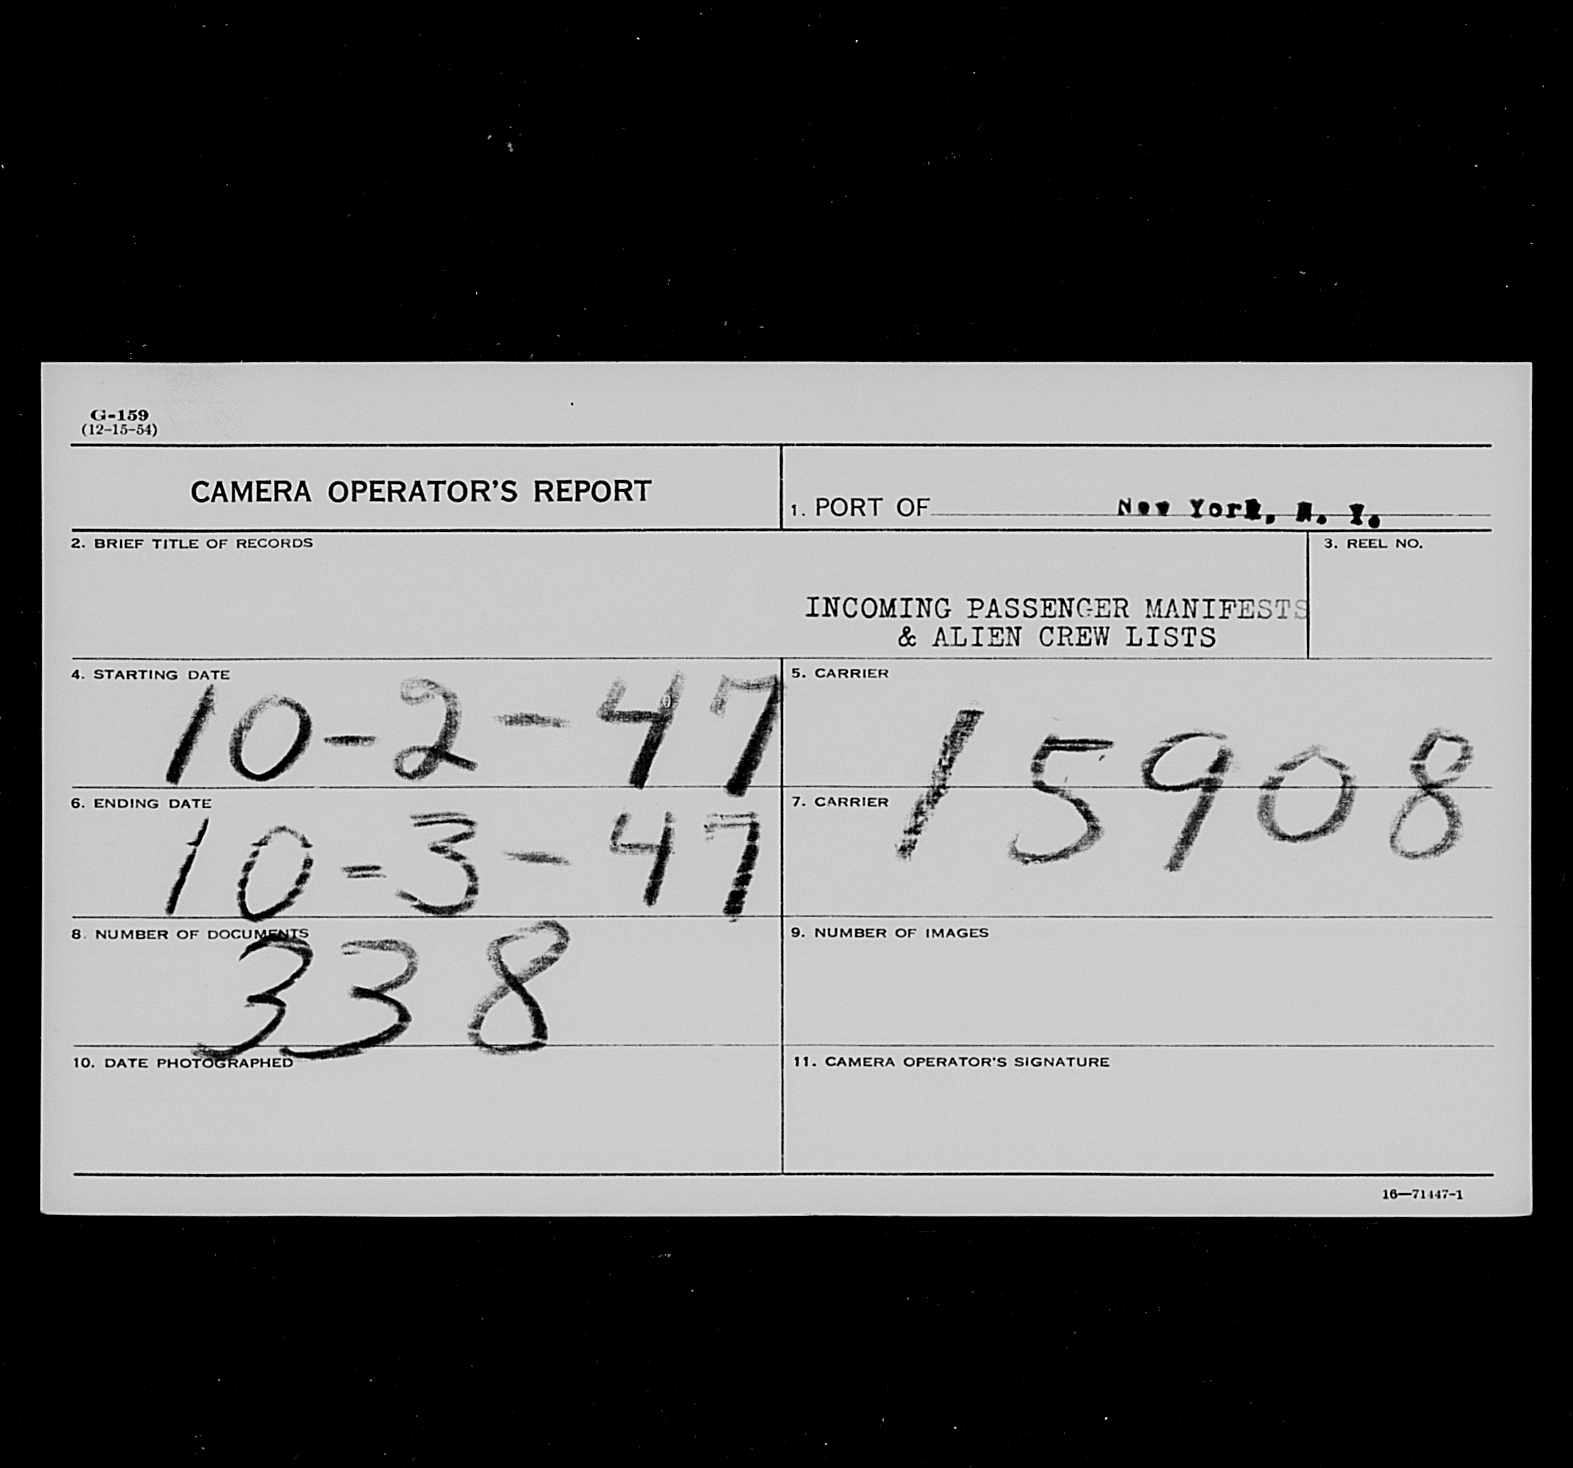 G-159
(12-15-54)
CAMERA OPERATOR'S REPORT
1. PORT OF New York, N. Y.
2. BRIEF TITLE OF RECORDS
3. REEL NO.
INCOMING PASSENGER MANIFESTS
& ALIEN CREW LISTS
4. STARTING DATE
10-2-47
5. CARRIER
15908
6. ENDING DATE
10-3-47
7. CARRIER
8. NUMBER OF DOCUMENTS
338
9. NUMBER OF IMAGES
10. DATE PHOTOGRAPHED
11. CAMERA OPERATOR'S SIGNATURE
16—71447-1